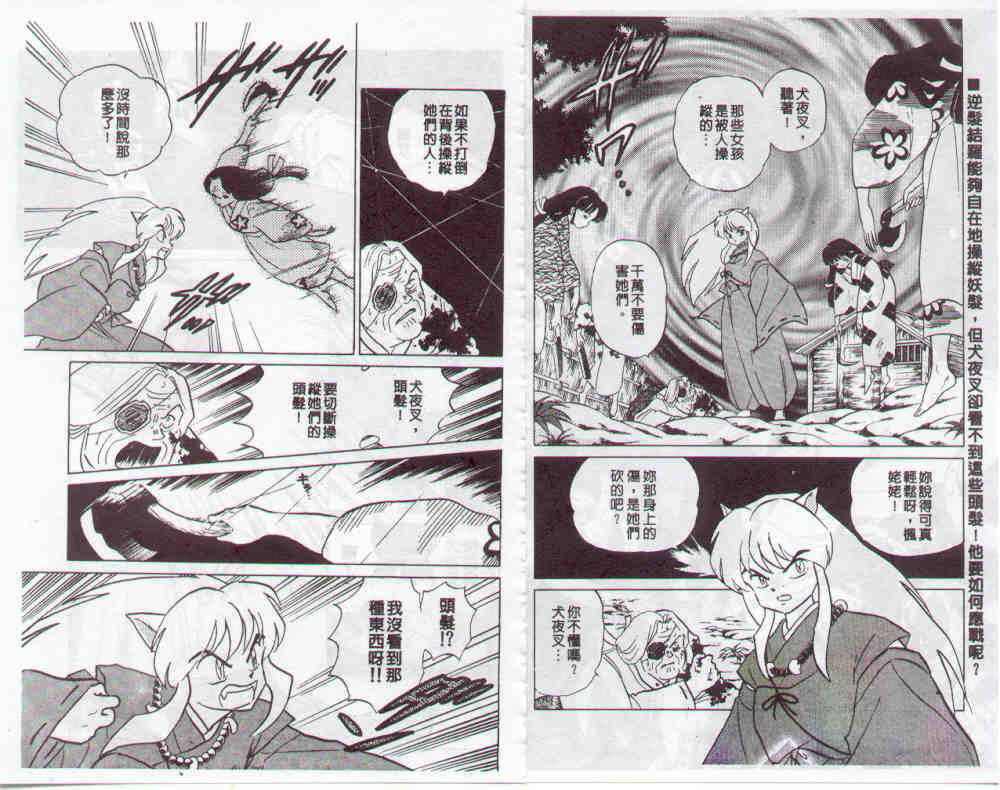 ■逆髮結羅能夠自在地操縱妖髮，但犬夜叉卻看不到這些頭髮！他要如何應戰呢？
犬夜叉，
聽著！
那些女孩
是被人操
縱的…
千萬不要傷
害她們。
妳說得可真
輕鬆呀，楓
姥姥！
妳那身上的
傷，是她們
砍的吧？
你不懂嗎？
犬夜叉…
如果不打倒
在背後操縱
她們的人…
沒時間說那
麼多了！
犬夜叉，
頭髮！
要切斷操
縱她們的
頭髮！
キラッ
頭髮!?
我沒看到那
種東西呀!!